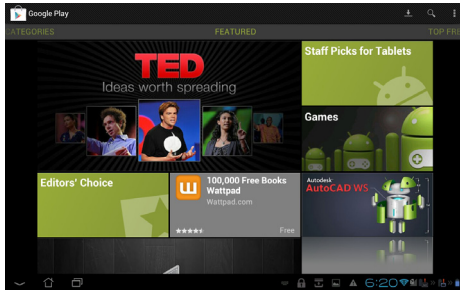 Google Play
CATEGORIES
FEATURED
TOP FRE
TED
Ideas worth spreading
Staff Picks for Tablets
Games
Editors' Choice
100,000 Free Books
Wattpad
Wattpad.com
Free
Autodesk
AutoCAD WS
6:20